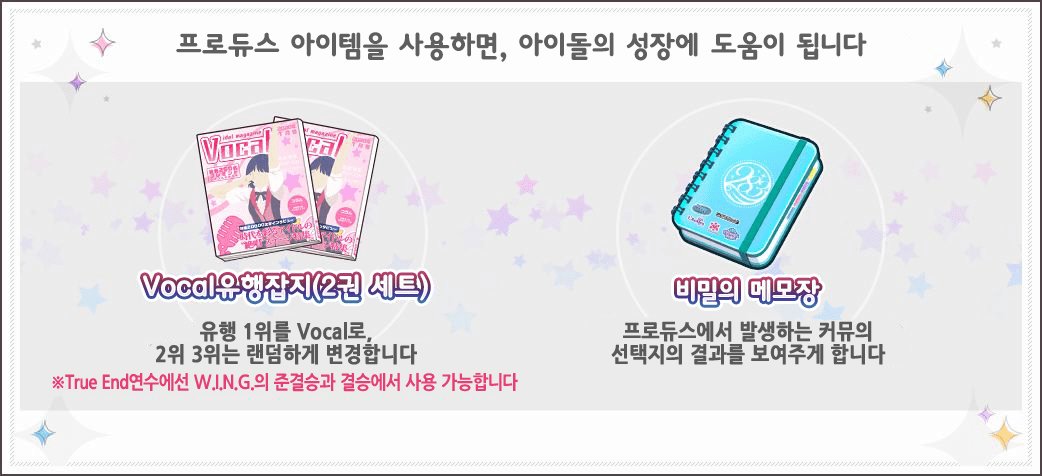 프로듀스 아이템을 사용하면, 아이돌의 성장에 도움이 됩니다
idol magazine
Vocal
Vocal유행잡지(2권 세트)
비밀의 메모장
유행 1위를 Vocal로,
2위 3위는 랜덤하게 변경합니다
※True End연수에선 W.I.N.G.의 준결승과 결승에서 사용 가능합니다
프로듀스에서 발생하는 커뮤의
선택지의 결과를 보여주게 합니다